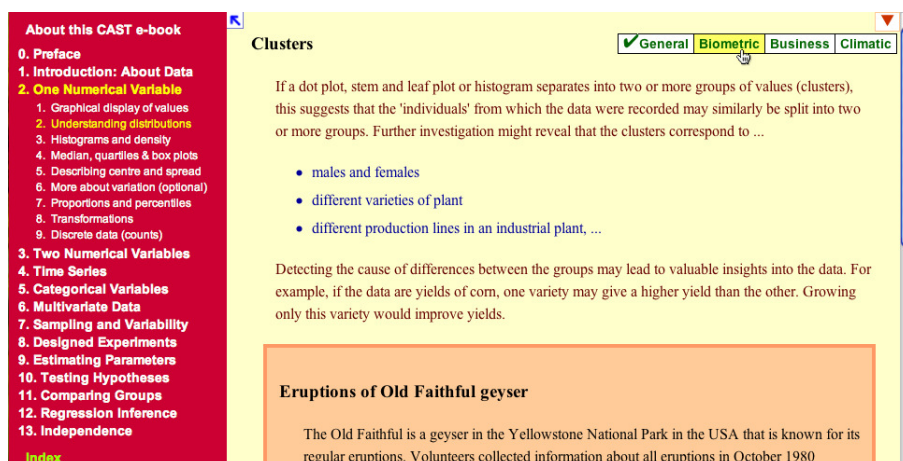 About this CAST e-book
0. Preface
1. Introduction: About Data
2. One Numerical Variable
1. Graphical display of values
2. Understanding distributions
3. Histograms and density
4. Median, quartiles & box plots
5. Describing centre and spread
6. More about variation (optional)
7. Proportions and percentiles
8. Transformations
9. Discrete data (counts)
3. Two Numerical Variables
4. Time Series
5. Categorical Variables
6. Multivariate Data
7. Sampling and Variability
8. Designed Experiments
9. Estimating Parameters
10. Testing Hypotheses
11. Comparing Groups
12. Regression Inference
13. Independence
Index
Clusters
General Biometric Business Climatic
If a dot plot, stem and leaf plot or histogram separates into two or more groups of values (clusters),
this suggests that the 'individuals' from which the data were recorded may similarly be split into two
or more groups. Further investigation might reveal that the clusters correspond to ...
• males and females
• different varieties of plant
• different production lines in an industrial plant, ...
Detecting the cause of differences between the groups may lead to valuable insights into the data. For
example, if the data are yields of corn, one variety may give a higher yield than the other. Growing
only this variety would improve yields.
Eruptions of Old Faithful geyser
The Old Faithful is a geyser in the Yellowstone National Park in the USA that is known for its
regular eruptions. Volunteers collected information about all eruptions in October 1980